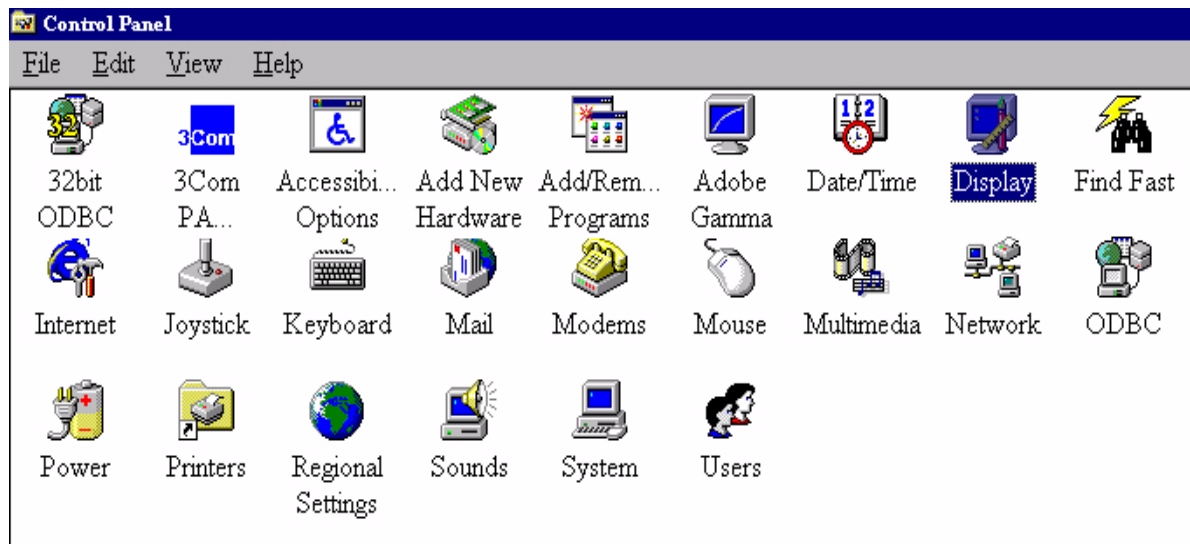 Control Panel
File Edit View Help
32
3Com
1 2
32bit ODBC
3Com PA...
Accessibi... Options
Add New Hardware
Add/Rem... Programs
Adobe Gamma
Date/Time
Display
Find Fast
Internet
Joystick
Keyboard
Mail
Modems
Mouse
Multimedia
Network
ODBC
Power
Printers
Regional Settings
Sounds
System
Users